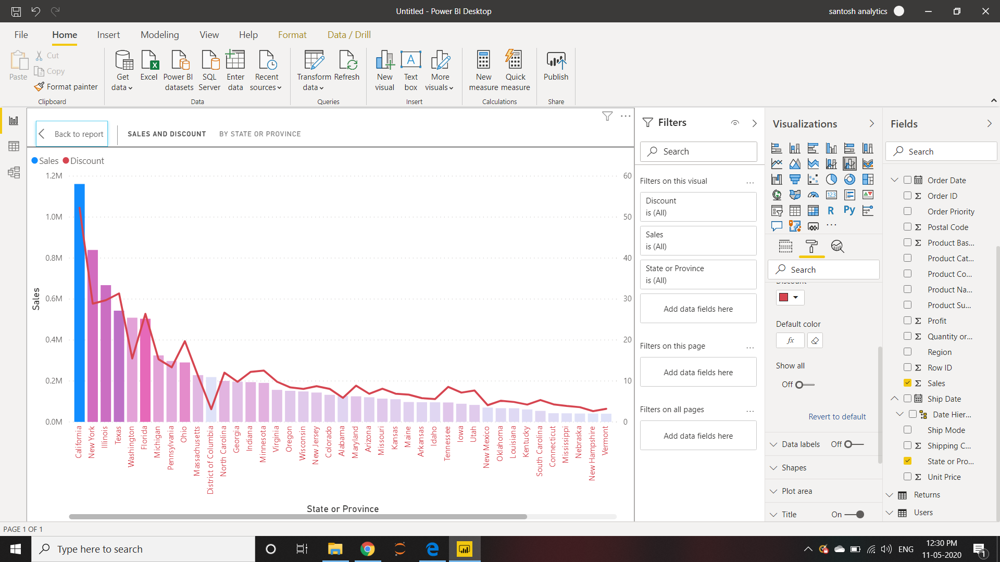 Untitled - Power BI Desktop
santosh analytics
File Home Insert Modeling View Help Format Data / Drill
Paste
Cut
Copy
Format painter
Clipboard
Get data
Excel
Power BI datasets
SQL Server
Enter data
Recent sources
Data
Transform data
Refresh
Queries
New visual
Text box
More visuals
Insert
New measure
Quick measure
Calculations
Publish
Share
Back to report
SALES AND DISCOUNT BY STATE OR PROVINCE
Sales Discount
1.2M
1.0M
0.8M
0.6M
0.4M
0.2M
0.0M
Sales
60
50
40
30
20
10
0
California
New York
Illinois
Texas
Washington
Florida
Michigan
Pennsylvania
Ohio
Massachusetts
District of Columbia
North Carolina
Georgia
Indiana
Minnesota
Virginia
Oregon
Wisconsin
New Jersey
Colorado
Alabama
Maryland
Arizona
Missouri
Kansas
Maine
Arkansas
Idaho
Tennessee
Iowa
Utah
New Mexico
Oklahoma
Louisiana
Kentucky
South Carolina
Connecticut
Mississippi
Nebraska
New Hampshire
Vermont
State or Province
Filters
Search
Filters on this visual
...
Discount
is (All)
Sales
is (All)
State or Province
is (All)
Add data fields here
Filters on this page
...
Add data fields here
Filters on all pages
...
Add data fields here
Visualizations
123
R
Py
...
Search
Discount
Default color
fx
Show all
Off
Revert to default
Data labels Off
Shapes
Plot area
Title On
Fields
Search
Order Date
Order ID
Order Priority
Postal Code
Product Bas...
Product Cat...
Product Co...
Product Na...
Product Su...
Profit
Quantity or...
Region
Row ID
Sales
Ship Date
Date Hier...
Ship Mode
Shipping C...
State or Pro...
Unit Price
Returns
Users
PAGE 1 OF 1
Type here to search
ENG
12:30 PM
11-05-2020
1